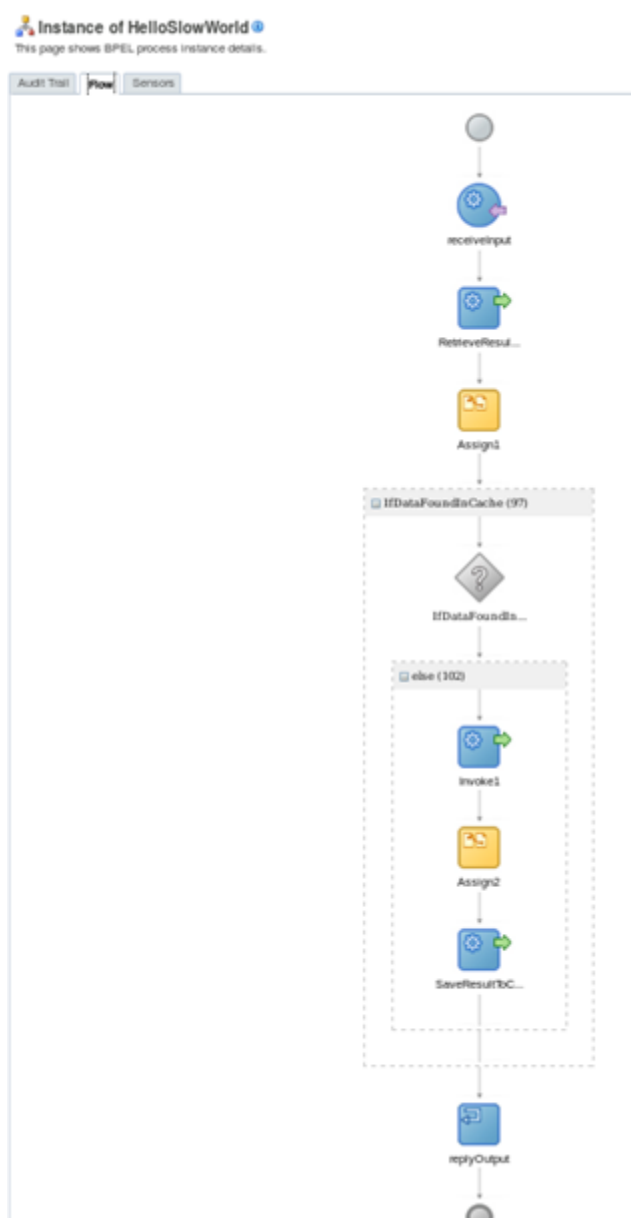 Instance of HelloSlowWorld
This page shows BPEL process instance details.
Audit Trail Flow Sensors
receiveInput
RetrieveResul...
Assign1
IfDataFoundInCache (97)
IfDataFoundIn...
else (102)
Invoke1
Assign2
SaveResultToC...
replyOutput